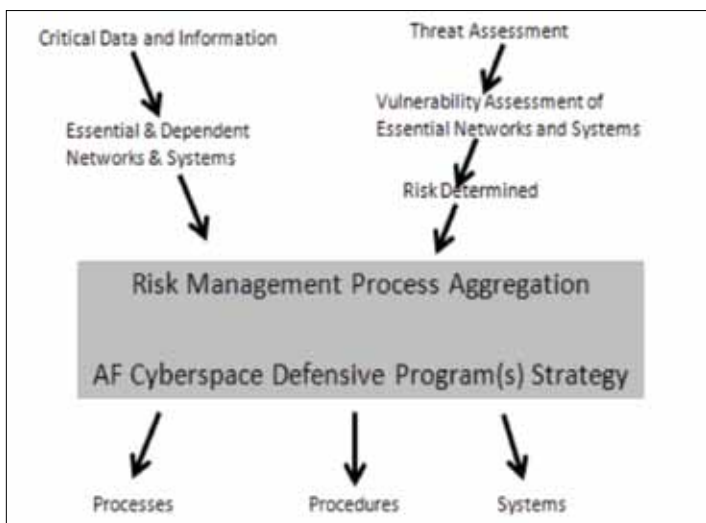 Critical Data and Information
Threat Assessment
Essential & Dependent
Networks & Systems
Vulnerability Assessment of
Essential Networks and Systems
Risk Determined
Risk Management Process Aggregation
AF Cyberspace Defensive Program(s) Strategy
Processes
Procedures
Systems